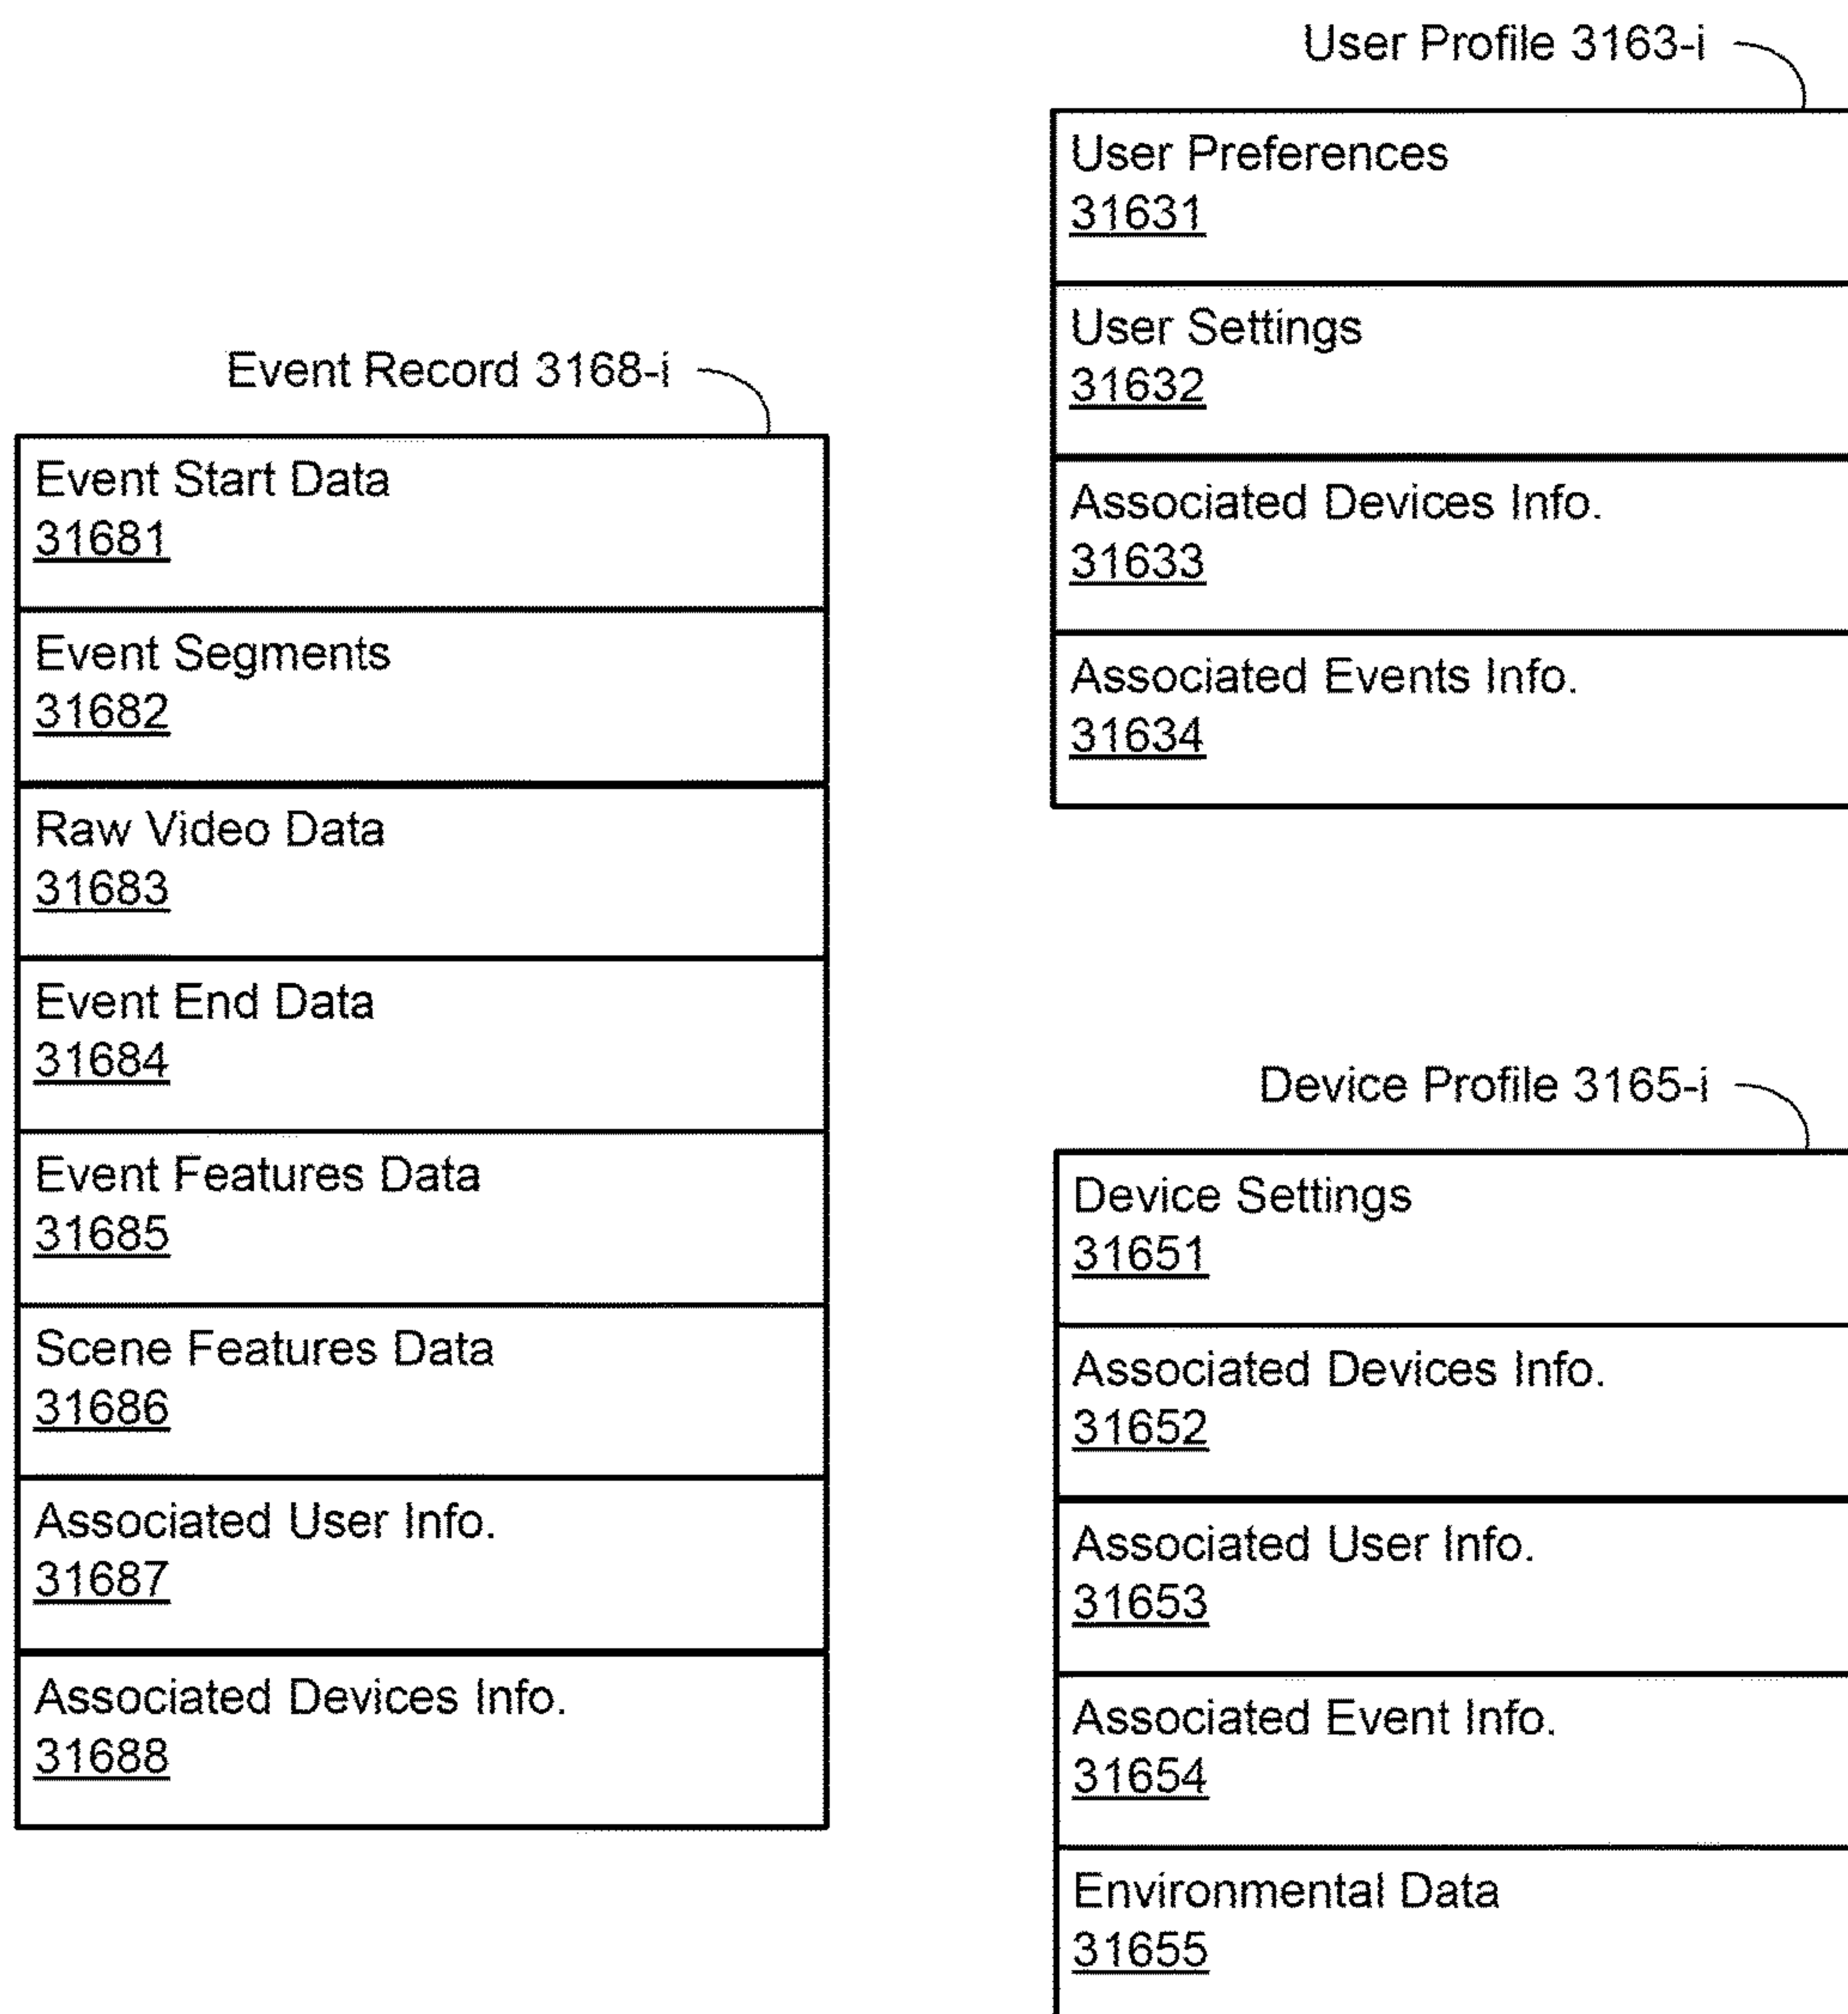 User Profile 3163-i
User Preferences
31631
User Settings
31632
Associated Devices Info.
31633
Associated Events Info.
31634
Event Record 3168-i
Event Start Data
31681
Event Segments
31682
Raw Video Data
31683
Event End Data
31684
Event Features Data
31685
Scene Features Data
31686
Associated User Info.
31687
Associated Devices Info.
31688
Device Profile 3165-i
Device Settings
31651
Associated Devices Info.
31652
Associated User Info.
31653
Associated Event Info.
31654
Environmental Data
31655